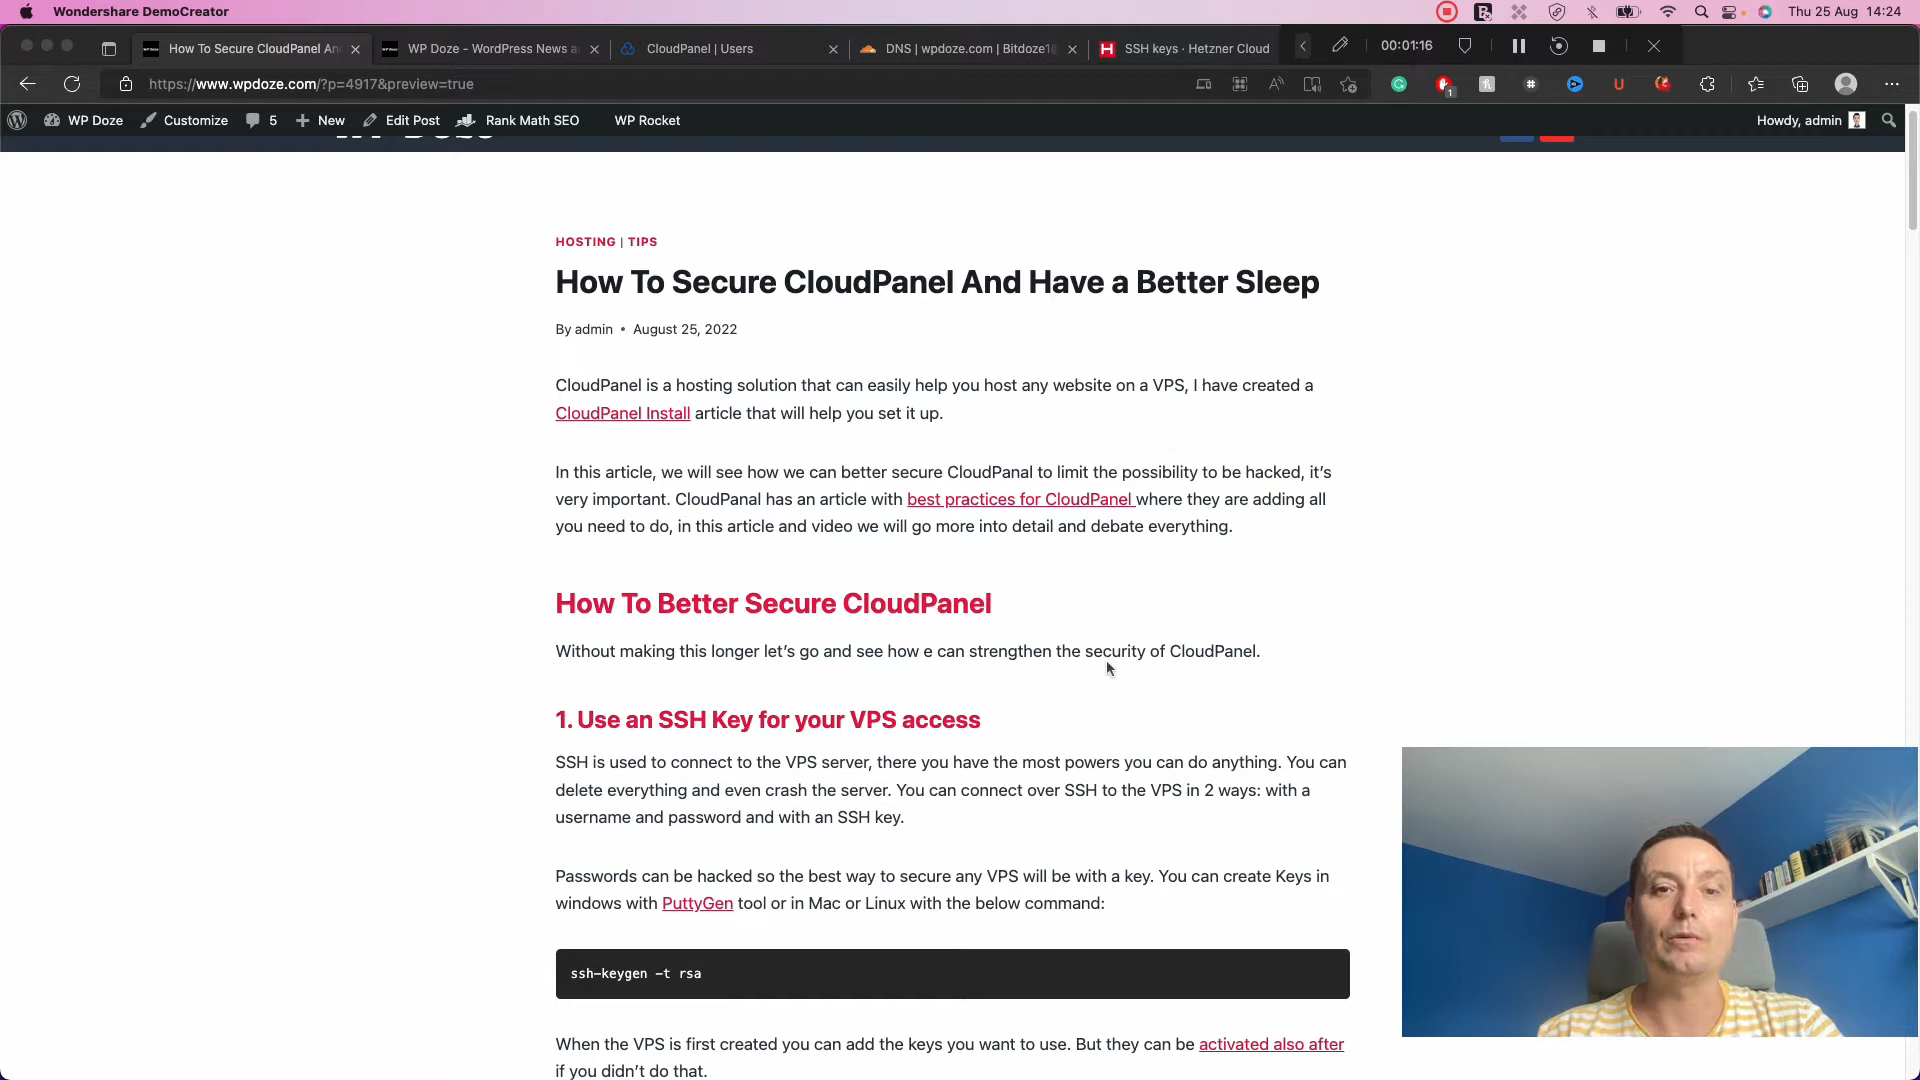 Wondershare DemoCreator
Thu 25 Aug 14:24
How To Secure CloudPanel An
WP Doze - WordPress News a
CloudPanel | Users
DNS | wpdoze.com | Bitdoze1@
SSH keys · Hetzner Cloud
00:01:16
https://www.wpdoze.com/?p=4917&preview=true
WP Doze
Customize
5
New
Edit Post
Rank Math SEO
WP Rocket
Howdy, admin
HOSTING | TIPS
How To Secure CloudPanel And Have a Better Sleep
By admin • August 25, 2022
CloudPanel is a hosting solution that can easily help you host any website on a VPS, I have created a
CloudPanel Install article that will help you set it up.
In this article, we will see how we can better secure CloudPanal to limit the possibility to be hacked, it's
very important. CloudPanal has an article with best practices for CloudPanel where they are adding all
you need to do, in this article and video we will go more into detail and debate everything.
How To Better Secure CloudPanel
Without making this longer let's go and see how e can strengthen the security of CloudPanel.
1. Use an SSH Key for your VPS access
SSH is used to connect to the VPS server, there you have the most powers you can do anything. You can
delete everything and even crash the server. You can connect over SSH to the VPS in 2 ways: with a
username and password and with an SSH key.
Passwords can be hacked so the best way to secure any VPS will be with a key. You can create Keys in
windows with PuttyGen tool or in Mac or Linux with the below command:
ssh-keygen -t rsa
When the VPS is first created you can add the keys you want to use. But they can be activated also after
if you didn't do that.